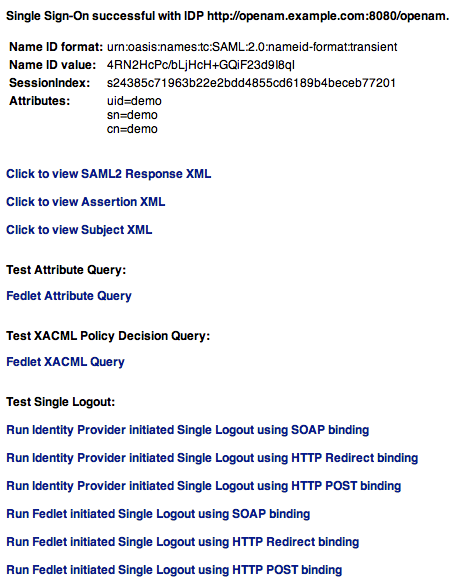 Single Sign-On successful with IDP http://openam.example.com:8080/openam.
Name ID format: urn:oasis:names:tc:SAML:2.0:nameid-format:transient
Name ID value: 4RN2HcPc/bLjHcH+GQiF23d9I8ql
SessionIndex: s24385c71963b22e2bdd4855cd6189b4beceb77201
Attributes: uid=demo
sn=demo
cn=demo
Click to view SAML2 Response XML
Click to view Assertion XML
Click to view Subject XML
Test Attribute Query:
Fedlet Attribute Query
Test XACML Policy Decision Query:
Fedlet XACML Query
Test Single Logout:
Run Identity Provider initiated Single Logout using SOAP binding
Run Identity Provider initiated Single Logout using HTTP Redirect binding
Run Identity Provider initiated Single Logout using HTTP POST binding
Run Fedlet initiated Single Logout using SOAP binding
Run Fedlet initiated Single Logout using HTTP Redirect binding
Run Fedlet initiated Single Logout using HTTP POST binding